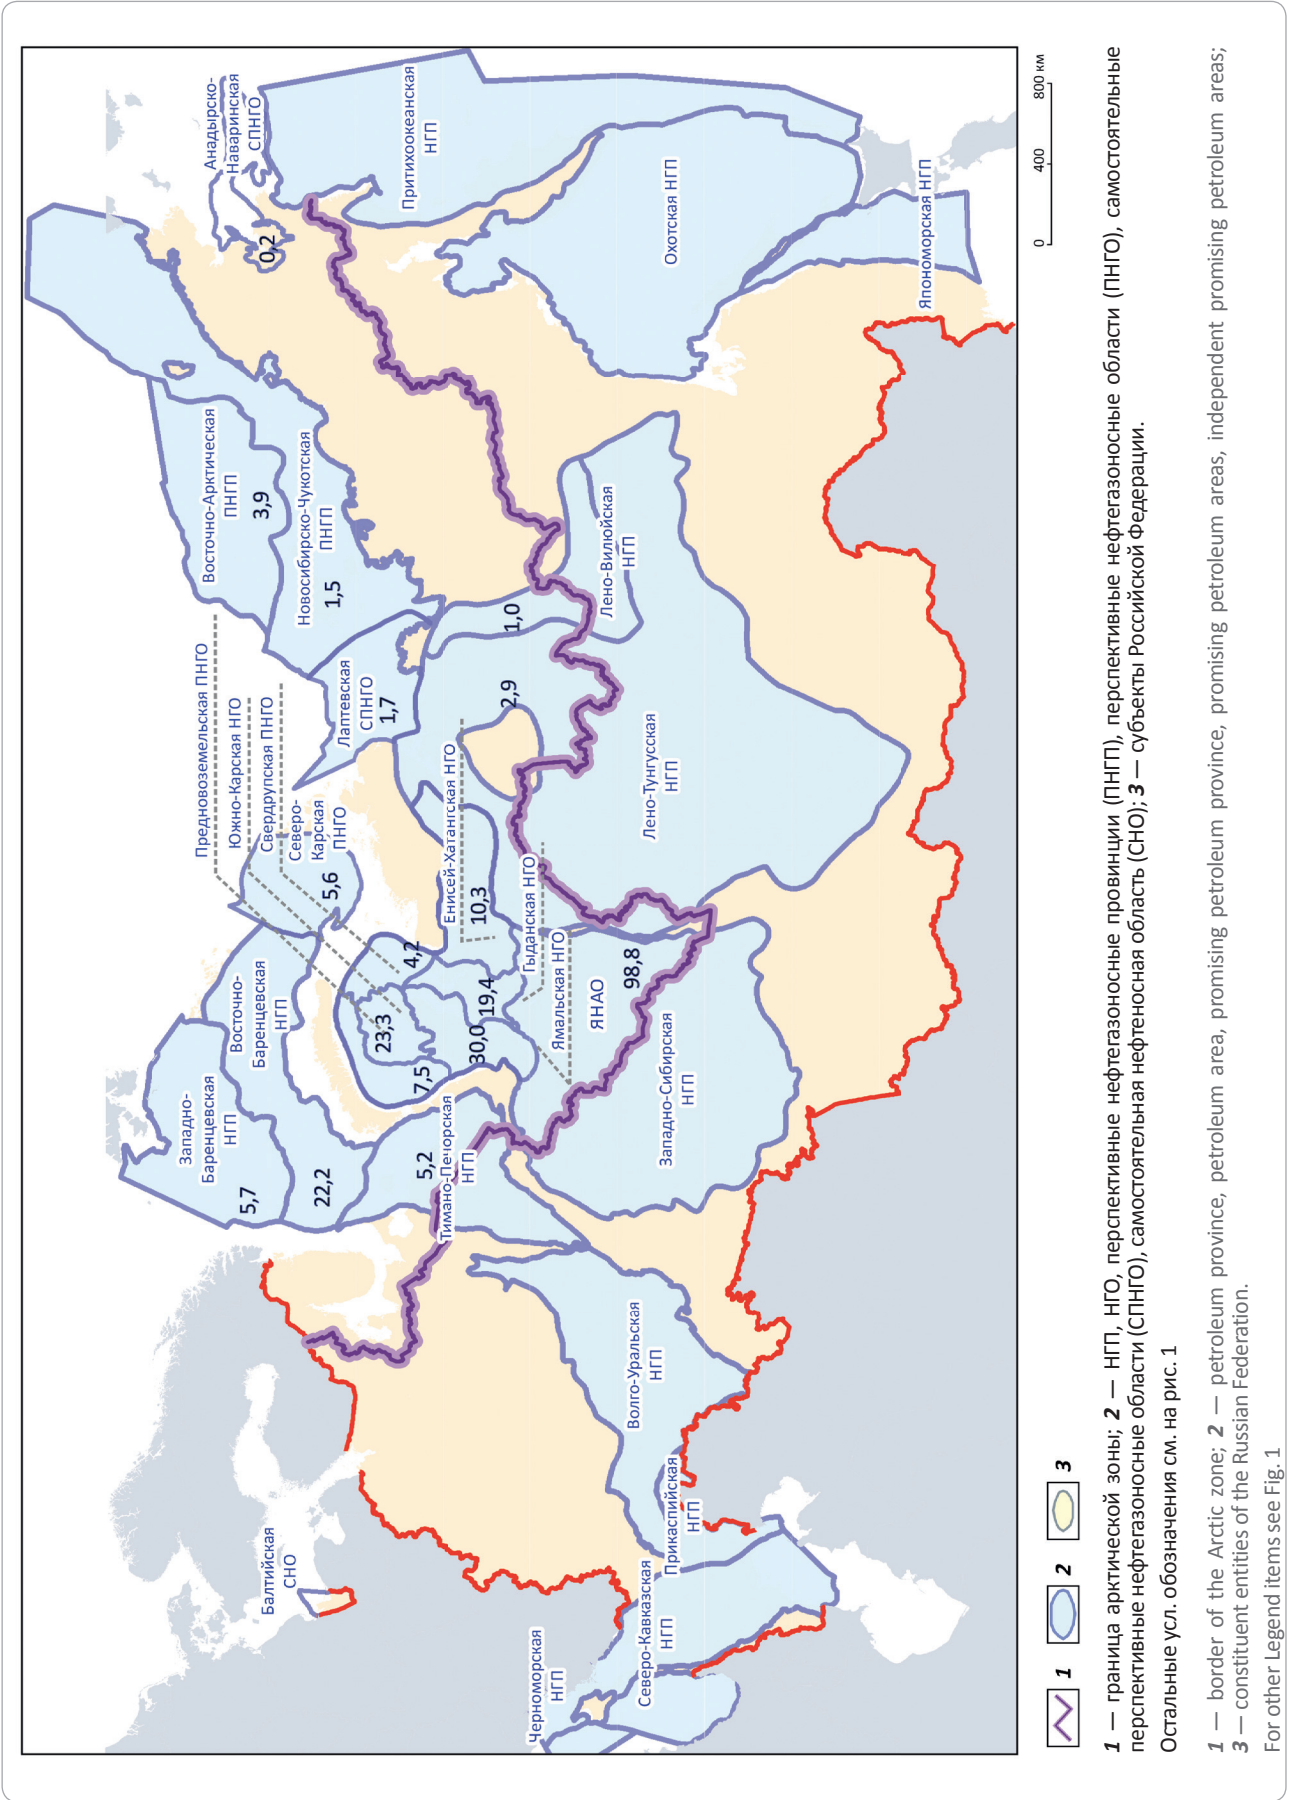 Балтийская
СНО
Черноморская
НГП
Северо-Кавказская
НГП
Прикаспийская
НГП
Волго-Уральская
НГП
Тимано-Печорская
НГП
5,2
Западно-
Баренцевская
НГП
5,7
22,2
Восточно-
Баренцевская
НГП
Предновоземельская ПНГО
Южно-Карская НГО
Свердрупская ПНГО
Северо-
Карская
ПНГО
5,6
4,2
23,3
7,5
30,0
19,4
10,3
Енисей-Хатангская НГО
Гыданская НГО
Ямальская НГО
ЯНАО
98,8
Западно-Сибирская
НГП
Лено-Тунгусская
НГП
2,9
Лаптевская
СПНГО
1,7
1,0
Лено-Вилюйская
НГП
Новосибирско-Чукотская
ПНГП
1,5
Восточно-Арктическая
ПНГП
3,9
Анадырско-
Наваринская
СПНГО
0,2
Притихоокеанская
НГП
Охотская НГП
Япономорская НГП
0 400 800 км
1 2 3
1 — граница арктической зоны; 2 — НГП, НГО, перспективные нефтегазоносные провинции (ПНГП), перспективные нефтегазоносные области (ПНГО), самостоятельные
перспективные нефтегазоносные области (СПНГО), самостоятельная нефтеносная область (СНО); 3 — субъекты Российской Федерации.
Остальные усл. обозначения см. на рис. 1
1 — border of the Arctic zone; 2 — petroleum province, petroleum area, promising petroleum province, promising petroleum areas, independent promising petroleum areas;
3 — constituent entities of the Russian Federation.
For other Legend items see Fig. 1